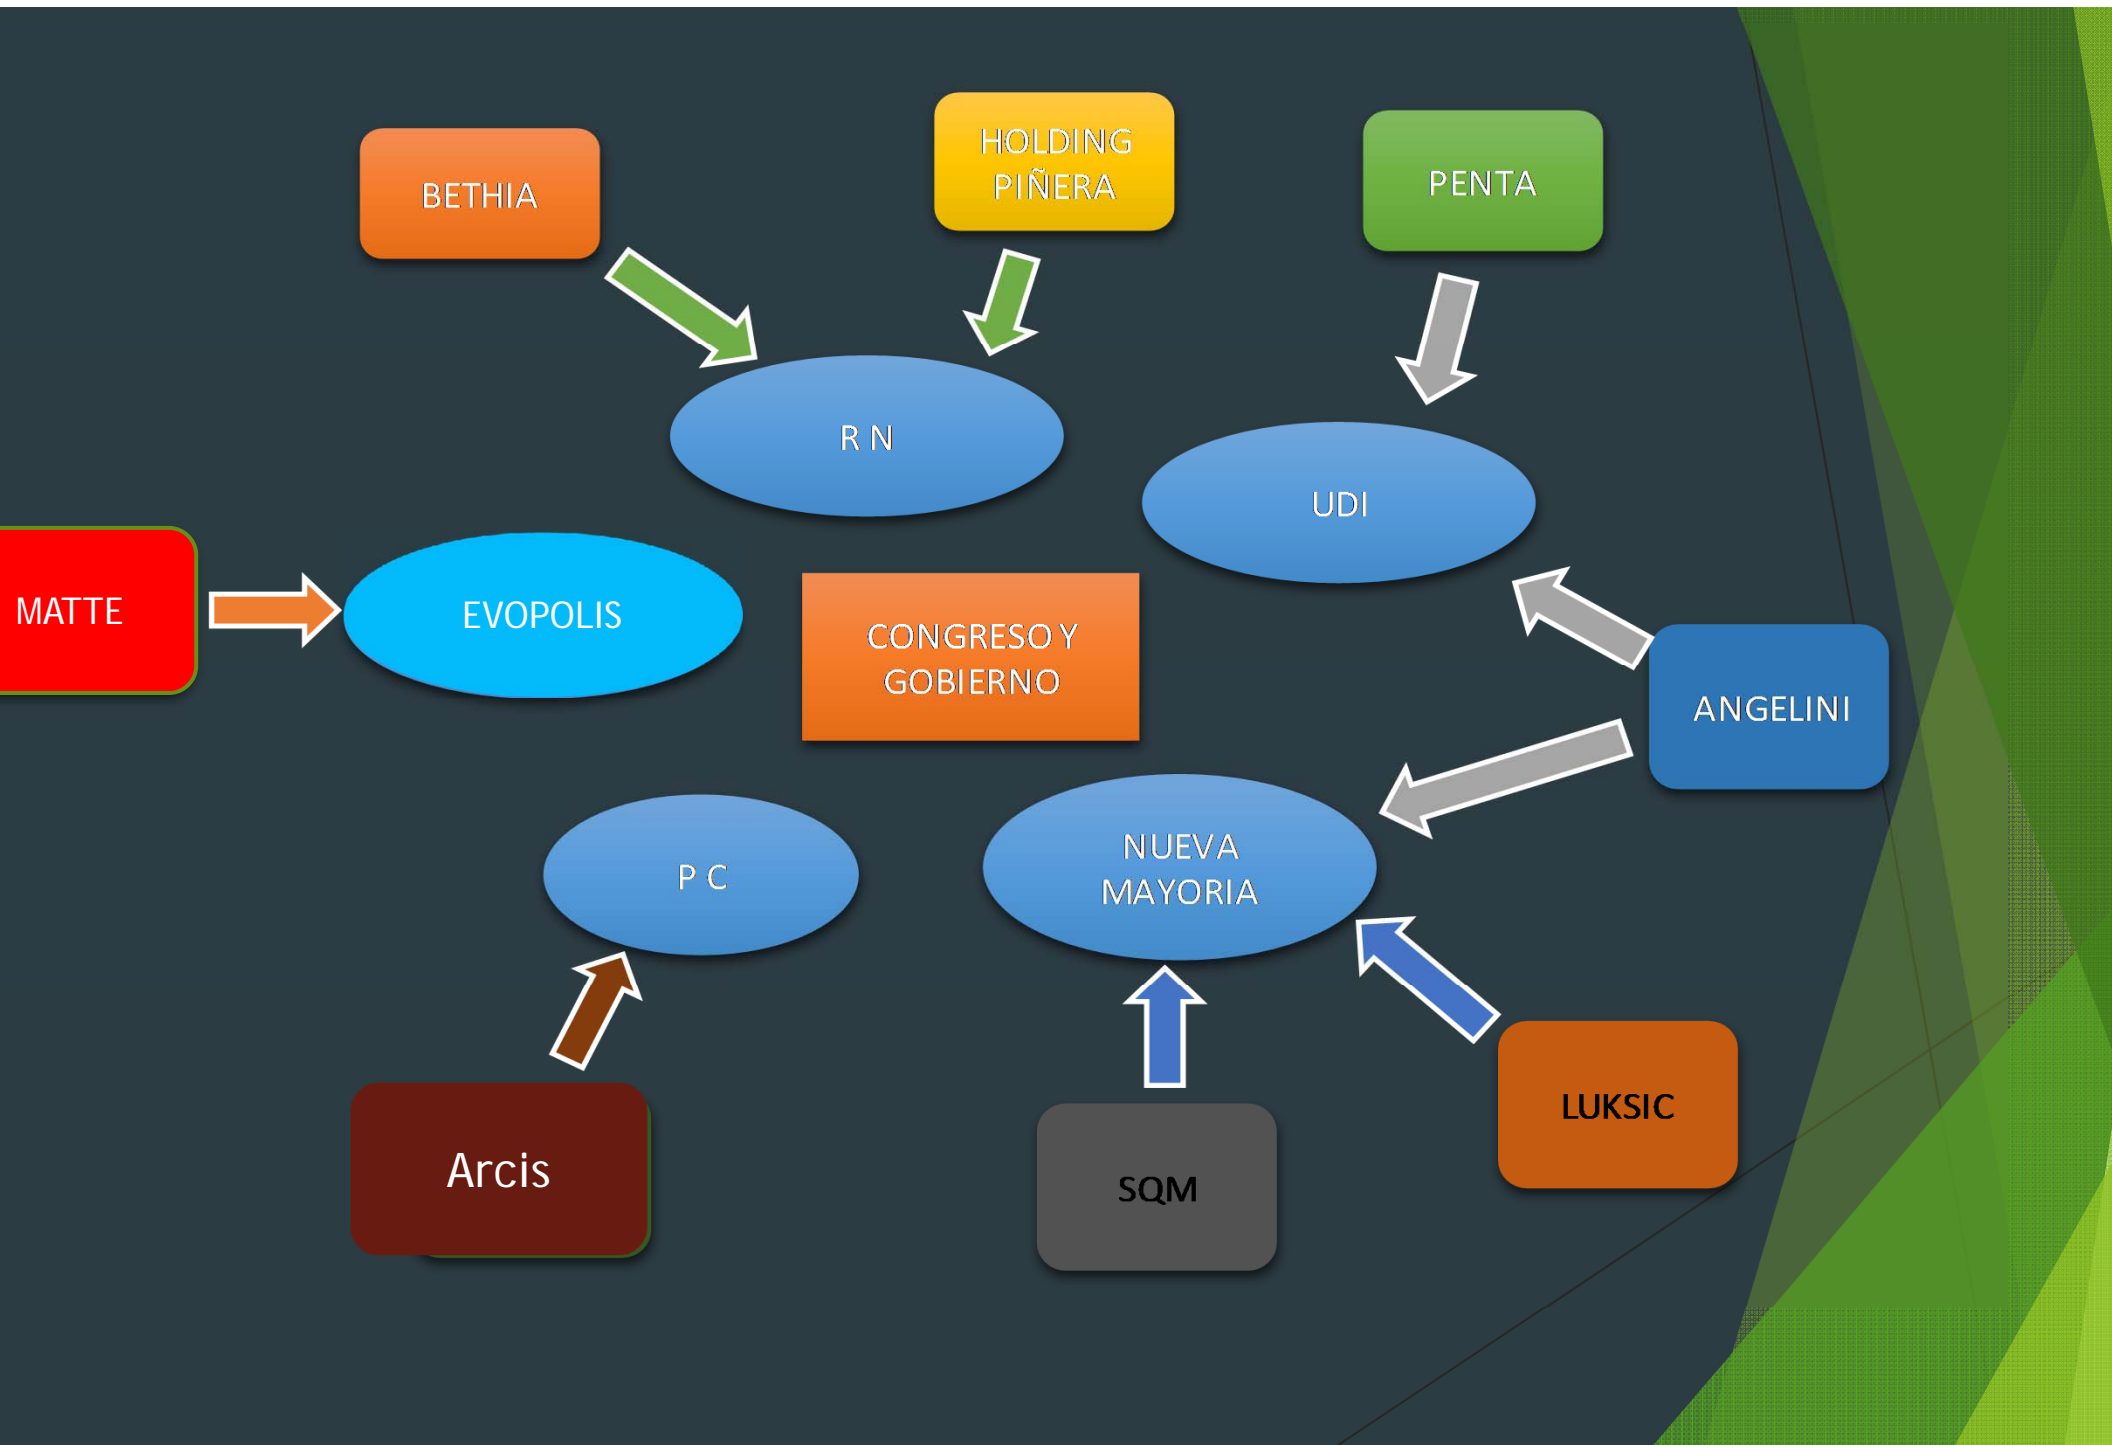 BETHIA
HOLDING
PIÑERA
PENTA
R N
UDI
MATTE
EVOPOLIS
CONGRESO Y
GOBIERNO
ANGELINI
P C
NUEVA
MAYORIA
Arcis
SQM
LUKSIC